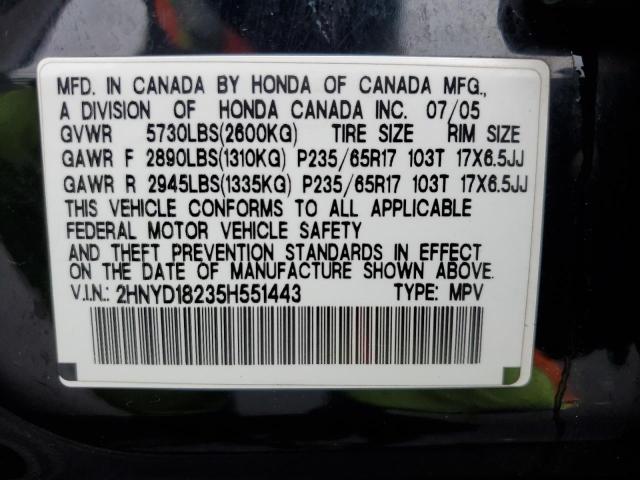 MFD. IN CANADA BY HONDA OF CANADA MFG.,
A DIVISION OF HONDA CANADA INC. 07/05
GVWR 5730LBS(2600KG) TIRE SIZE RIM SIZE
GAWR F 2890LBS(1310KG) P235/65R17 103T 17X6.5JJ
GAWR R 2945LBS(1335KG) P235/65R17 103T 17X6.5JJ
THIS VEHICLE CONFORMS TO ALL APPLICABLE
FEDERAL MOTOR VEHICLE SAFETY
AND THEFT PREVENTION STANDARDS IN EFFECT
ON THE DATE OF MANUFACTURE SHOWN ABOVE.
V.I.N.: 2HNYD18235H551443 TYPE: MPV